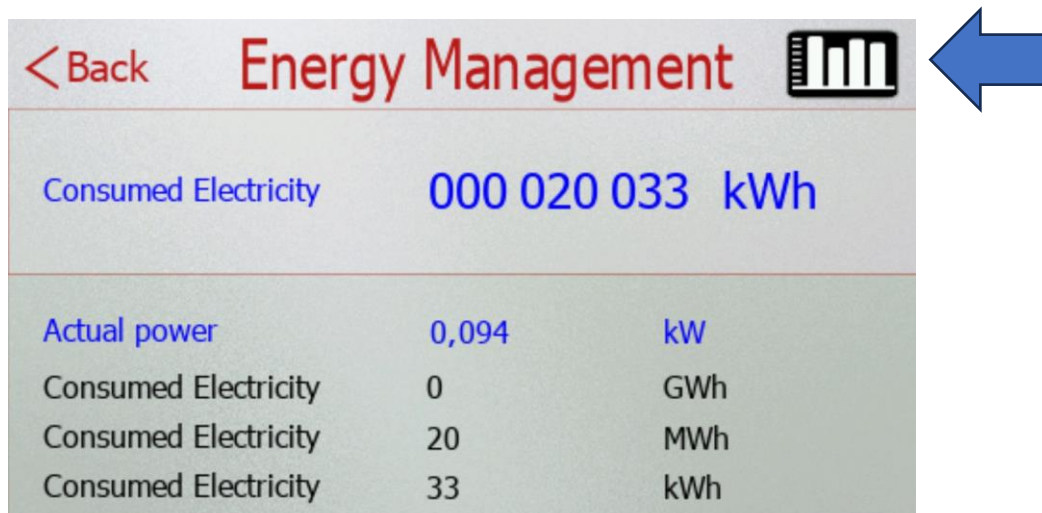 < Back Energy Management
Consumed Electricity 000 020 033 kWh
Actual power 0,094 kW
Consumed Electricity 0 GWh
Consumed Electricity 20 MWh
Consumed Electricity 33 kWh